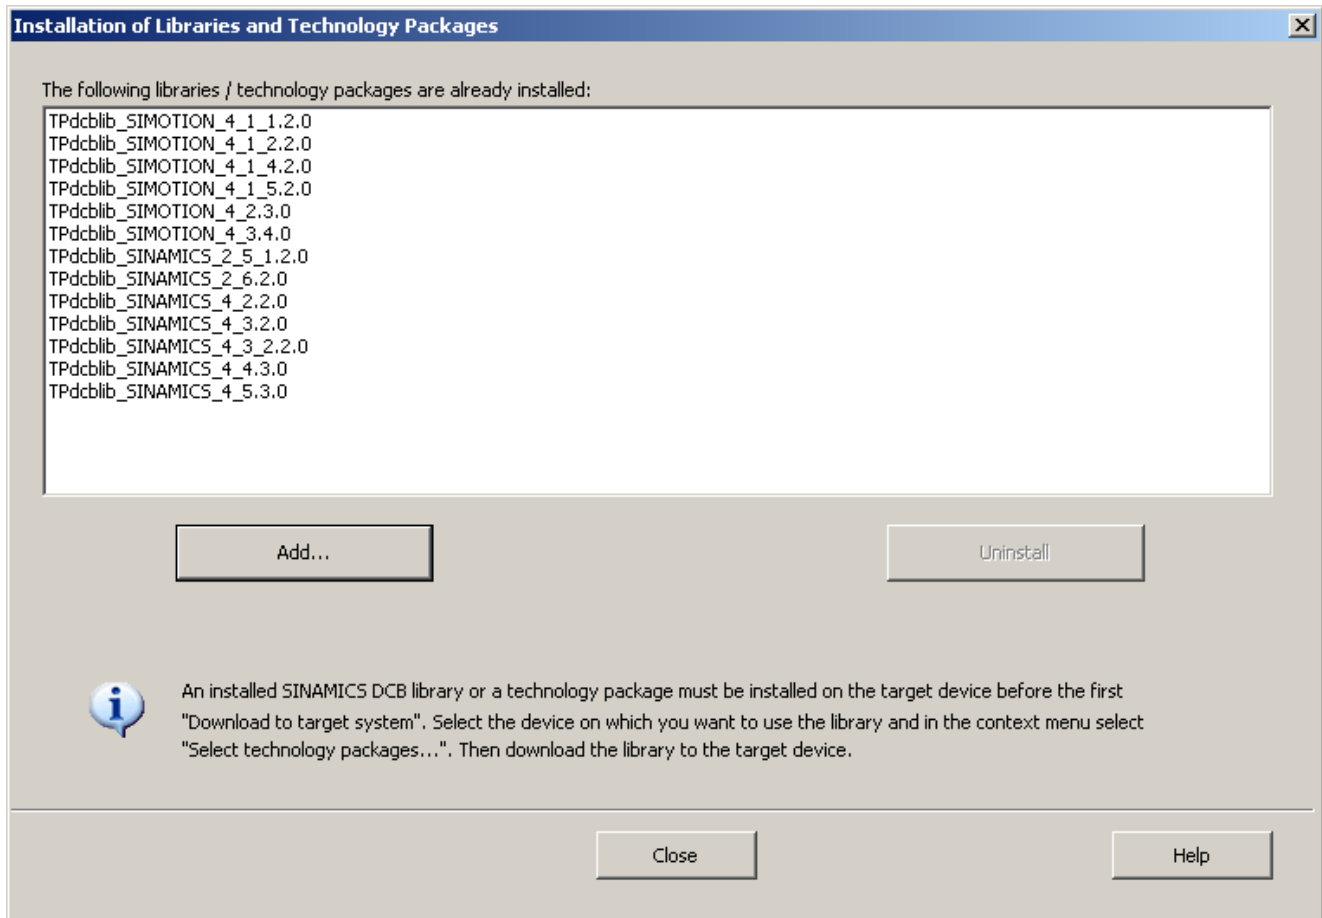 Installation of Libraries and Technology Packages
The following libraries / technology packages are already installed:
TPdcblib_SIMOTION_4_1_1.2.0
TPdcblib_SIMOTION_4_1_2.2.0
TPdcblib_SIMOTION_4_1_4.2.0
TPdcblib_SIMOTION_4_1_5.2.0
TPdcblib_SIMOTION_4_2.3.0
TPdcblib_SIMOTION_4_3.4.0
TPdcblib_SINAMICS_2_5_1.2.0
TPdcblib_SINAMICS_2_6.2.0
TPdcblib_SINAMICS_4_2.2.0
TPdcblib_SINAMICS_4_3.2.0
TPdcblib_SINAMICS_4_3_2.2.0
TPdcblib_SINAMICS_4_4.3.0
TPdcblib_SINAMICS_4_5.3.0
Add...
Uninstall
An installed SINAMICS DCB library or a technology package must be installed on the target device before the first
"Download to target system". Select the device on which you want to use the library and in the context menu select
"Select technology packages...". Then download the library to the target device.
Close
Help